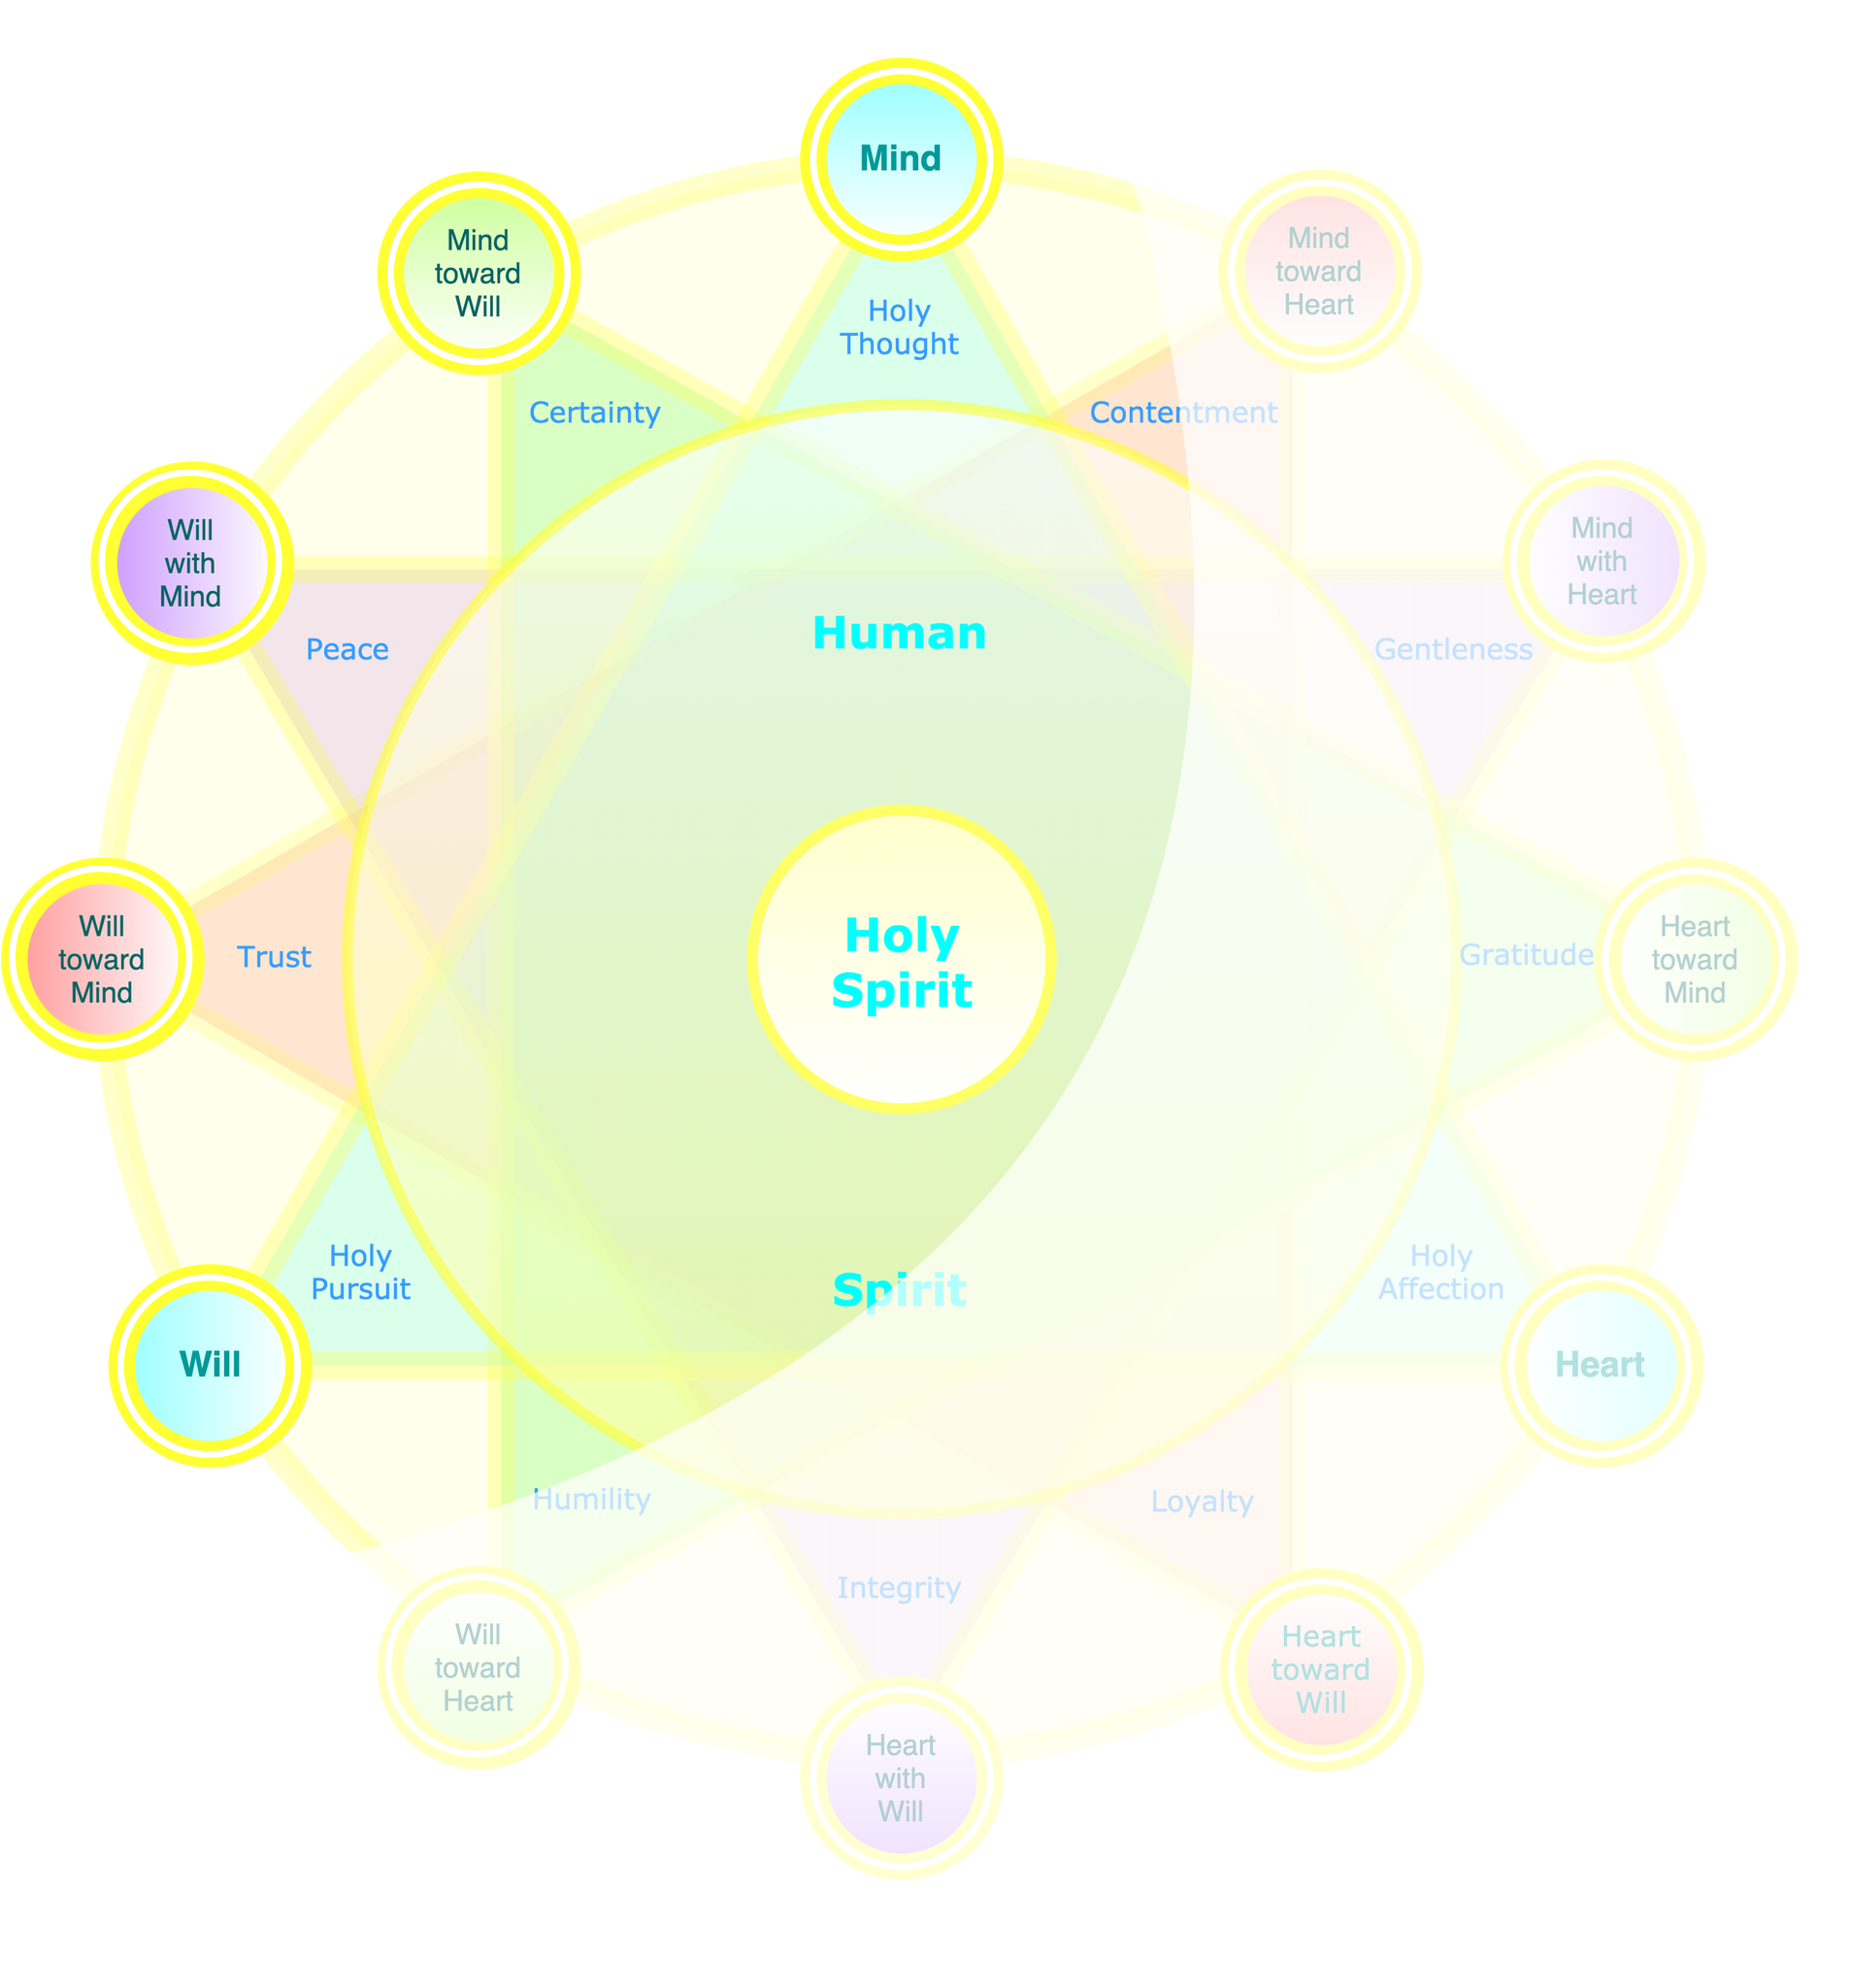 Mind
Mind
toward
Will
Mind
toward
Heart
Holy
Thought
Certainty
Contentment
Will
with
Mind
Mind
with
Heart
Peace
Human
Gentleness
Will
toward
Mind
Trust
Holy
Spirit
Gratitude
Heart
toward
Mind
Holy
Pursuit
Spirit
Holy
Affection
Will
Heart
Humility
Loyalty
Integrity
Will
toward
Heart
Heart
toward
Will
Heart
with
Will